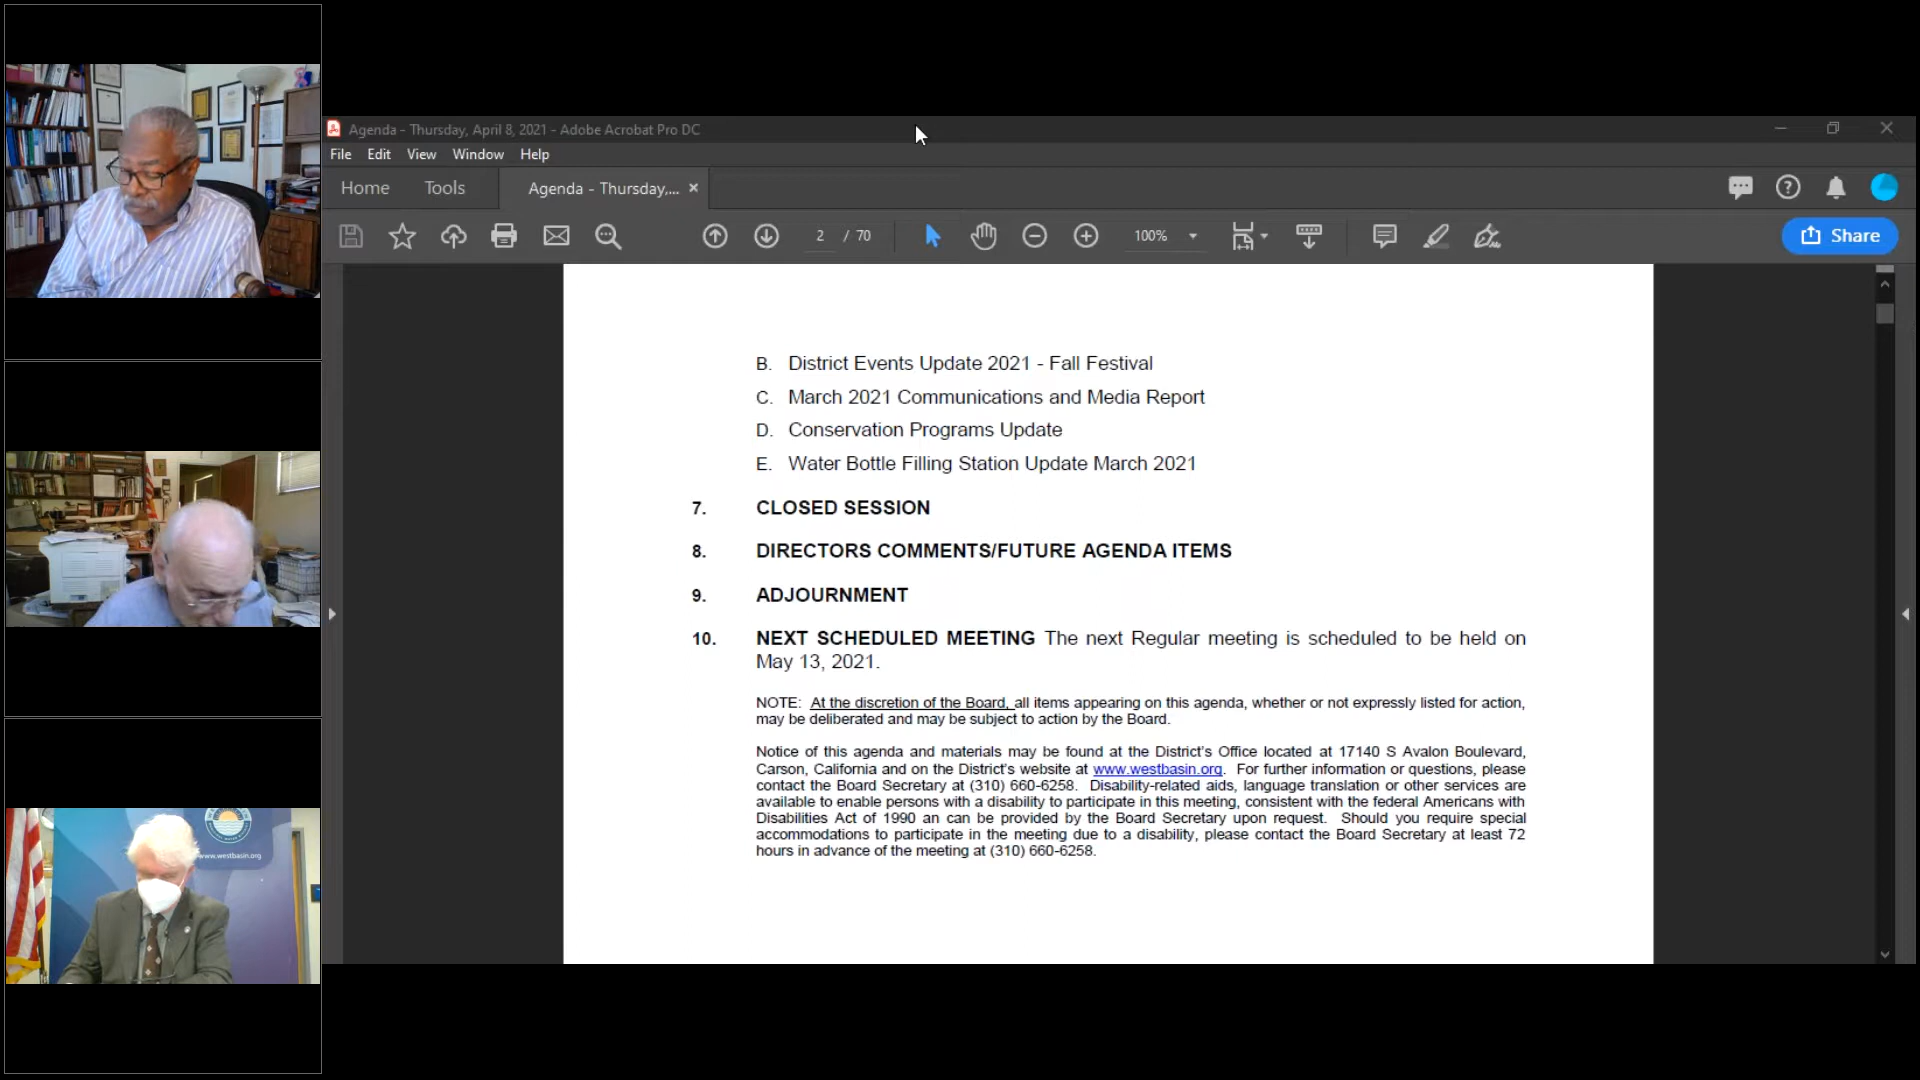 Agenda - Thursday, April 8, 2021 - Adobe Acrobat Pro DC
File Edit View Window Help
Home Tools Agenda - Thursday,... ×
2 / 70 100% Share
B. District Events Update 2021 - Fall Festival
C. March 2021 Communications and Media Report
D. Conservation Programs Update
E. Water Bottle Filling Station Update March 2021
7. CLOSED SESSION
8. DIRECTORS COMMENTS/FUTURE AGENDA ITEMS
9. ADJOURNMENT
10. NEXT SCHEDULED MEETING The next Regular meeting is scheduled to be held on
May 13, 2021.
NOTE: At the discretion of the Board, all items appearing on this agenda, whether or not expressly listed for action,
may be deliberated and may be subject to action by the Board.
Notice of this agenda and materials may be found at the District's Office located at 17140 S Avalon Boulevard,
Carson, California and on the District's website at www.westbasin.org. For further information or questions, please
contact the Board Secretary at (310) 660-6258. Disability-related aids, language translation or other services are
available to enable persons with a disability to participate in this meeting, consistent with the federal Americans with
Disabilities Act of 1990 an can be provided by the Board Secretary upon request. Should you require special
accommodations to participate in the meeting due to a disability, please contact the Board Secretary at least 72
hours in advance of the meeting at (310) 660-6258.
www.westbasin.org